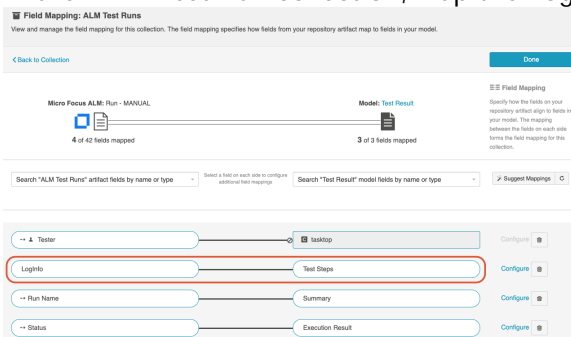 Field Mapping: ALM Test Runs
View and manage the field mapping for this collection. The field mapping specifies how fields from your repository artifact map to fields in your model.
Back to Collection
Done
Field Mapping
Specify how the fields on your
repository artifact align to fields in
your model. The mapping
between the fields on each side
forms the field mapping for this
collection.
Micro Focus ALM: Run - MANUAL
Model: Test Result
4 of 42 fields mapped
3 of 3 fields mapped
Search "ALM Test Runs" artifact fields by name or type
Select a field on each side to configure
additional field mappings
Search "Test Result" model fields by name or type
Suggest Mappings
→ Tester
C tasktop
Configure
LogInfo
Test Steps
Configure
→ Run Name
Summary
Configure
→ Status
Execution Result
Configure